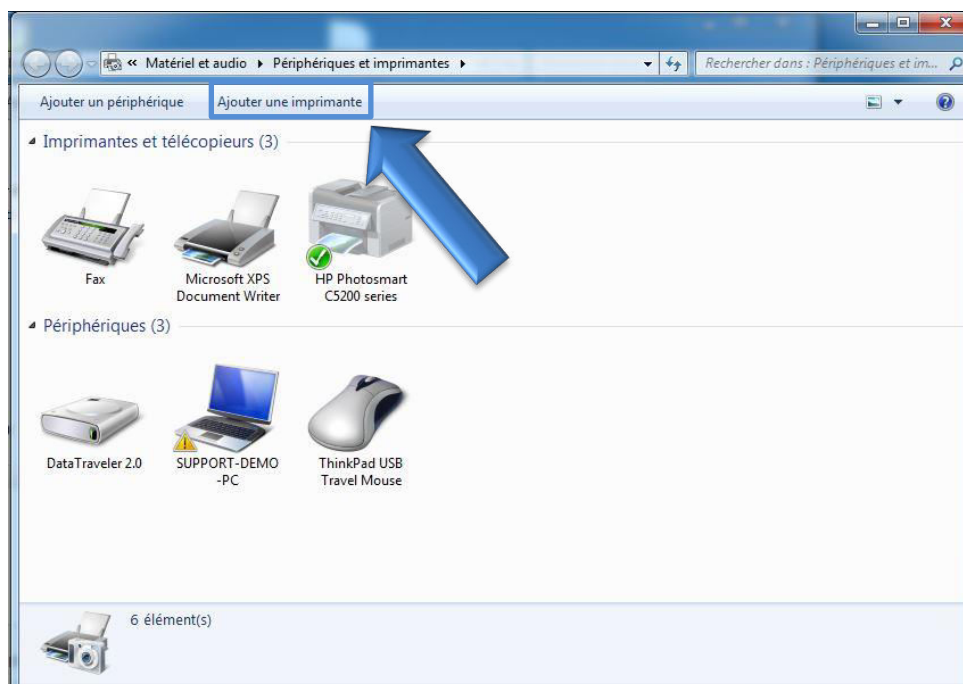 « Matériel et audio ▸ Périphériques et imprimantes ▸
Rechercher dans : Périphériques et im...
Ajouter un périphérique Ajouter une imprimante
Imprimantes et télécopieurs (3)
Fax
Microsoft XPS
Document Writer
HP Photosmart
C5200 series
Périphériques (3)
DataTraveler 2.0
SUPPORT-DEMO
-PC
ThinkPad USB
Travel Mouse
6 élément(s)